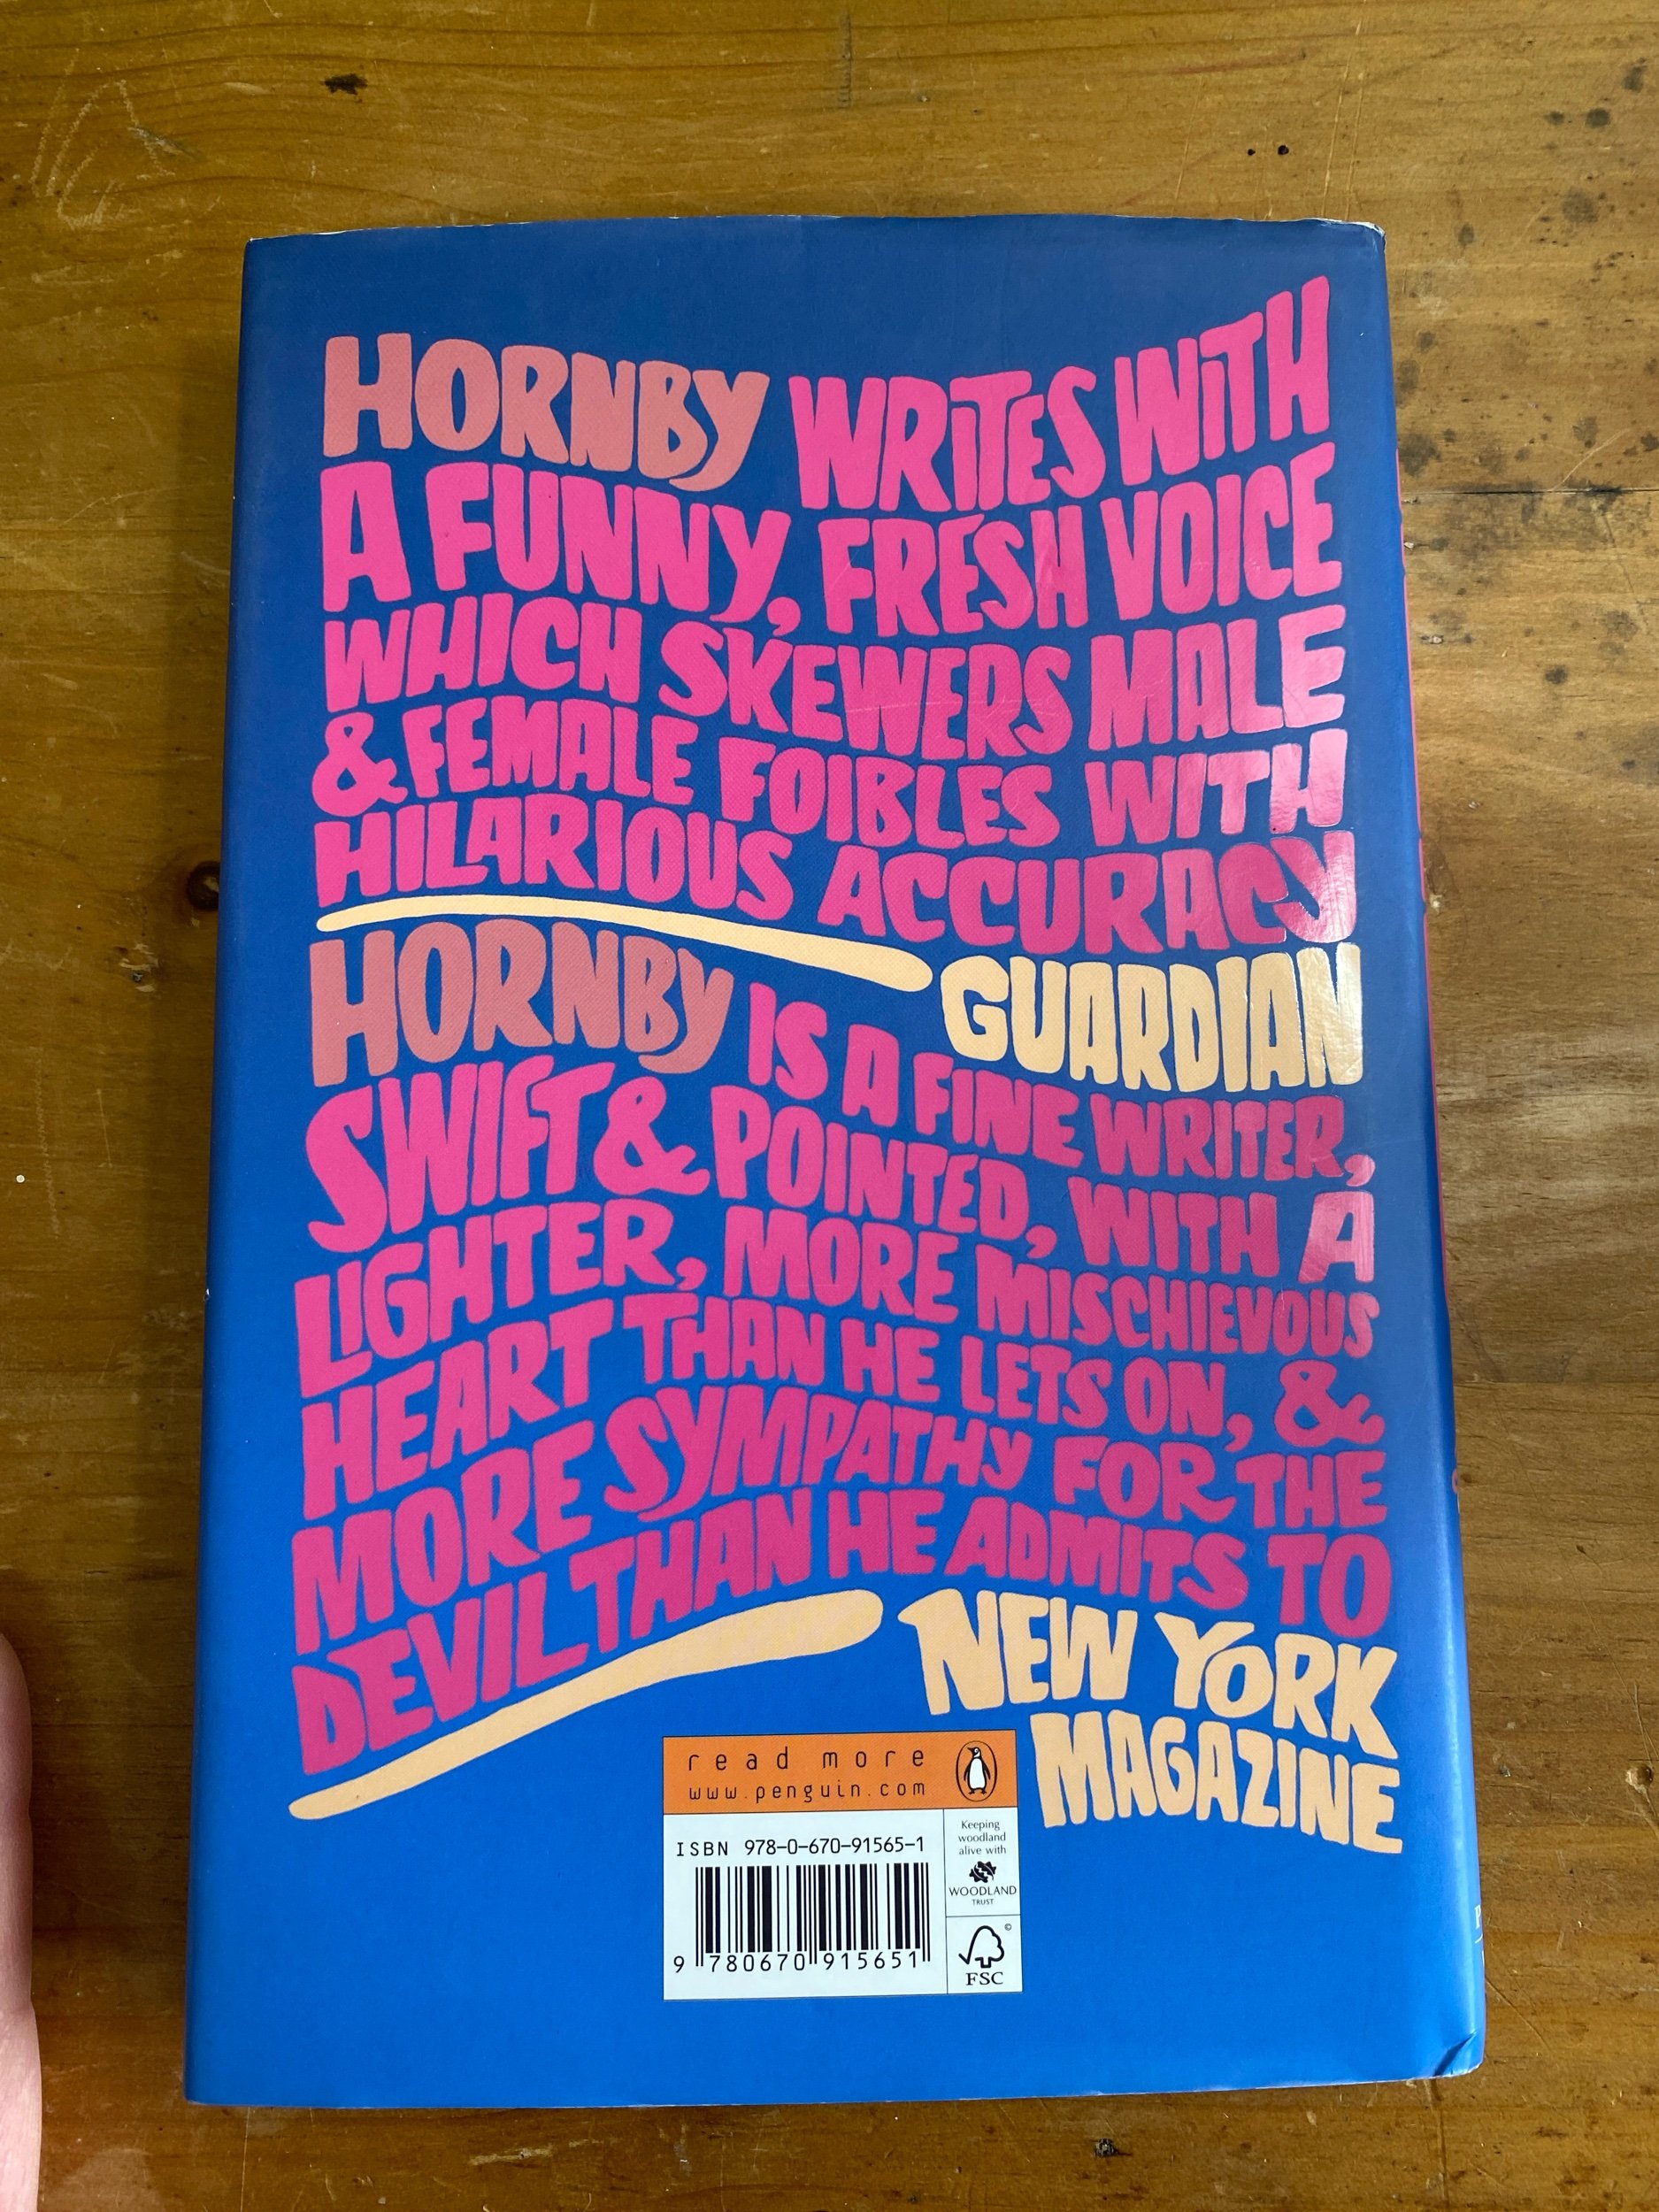 HORNBY WRITES WITH
A FUNNY, FRESH VOICE
WHICH SKEWERS MALE
& FEMALE FOIBLES WITH
HILARIOUS ACCURACY
GUARDIAN
HORNBY IS A FINE WRITER,
SWIFT & POINTED, WITH A
LIGHTER, MORE MISCHIEVOUS
HEART THAN HE LETS ON, &
MORE SYMPATHY FOR THE
DEVIL THAN HE ADMITS TO
NEW YORK
MAGAZINE
read more
www.penguin.com
ISBN 978-0-670-91565-1
9 780670 915651
Keeping
woodland
alive with
WOODLAND
TRUST
©
FSC